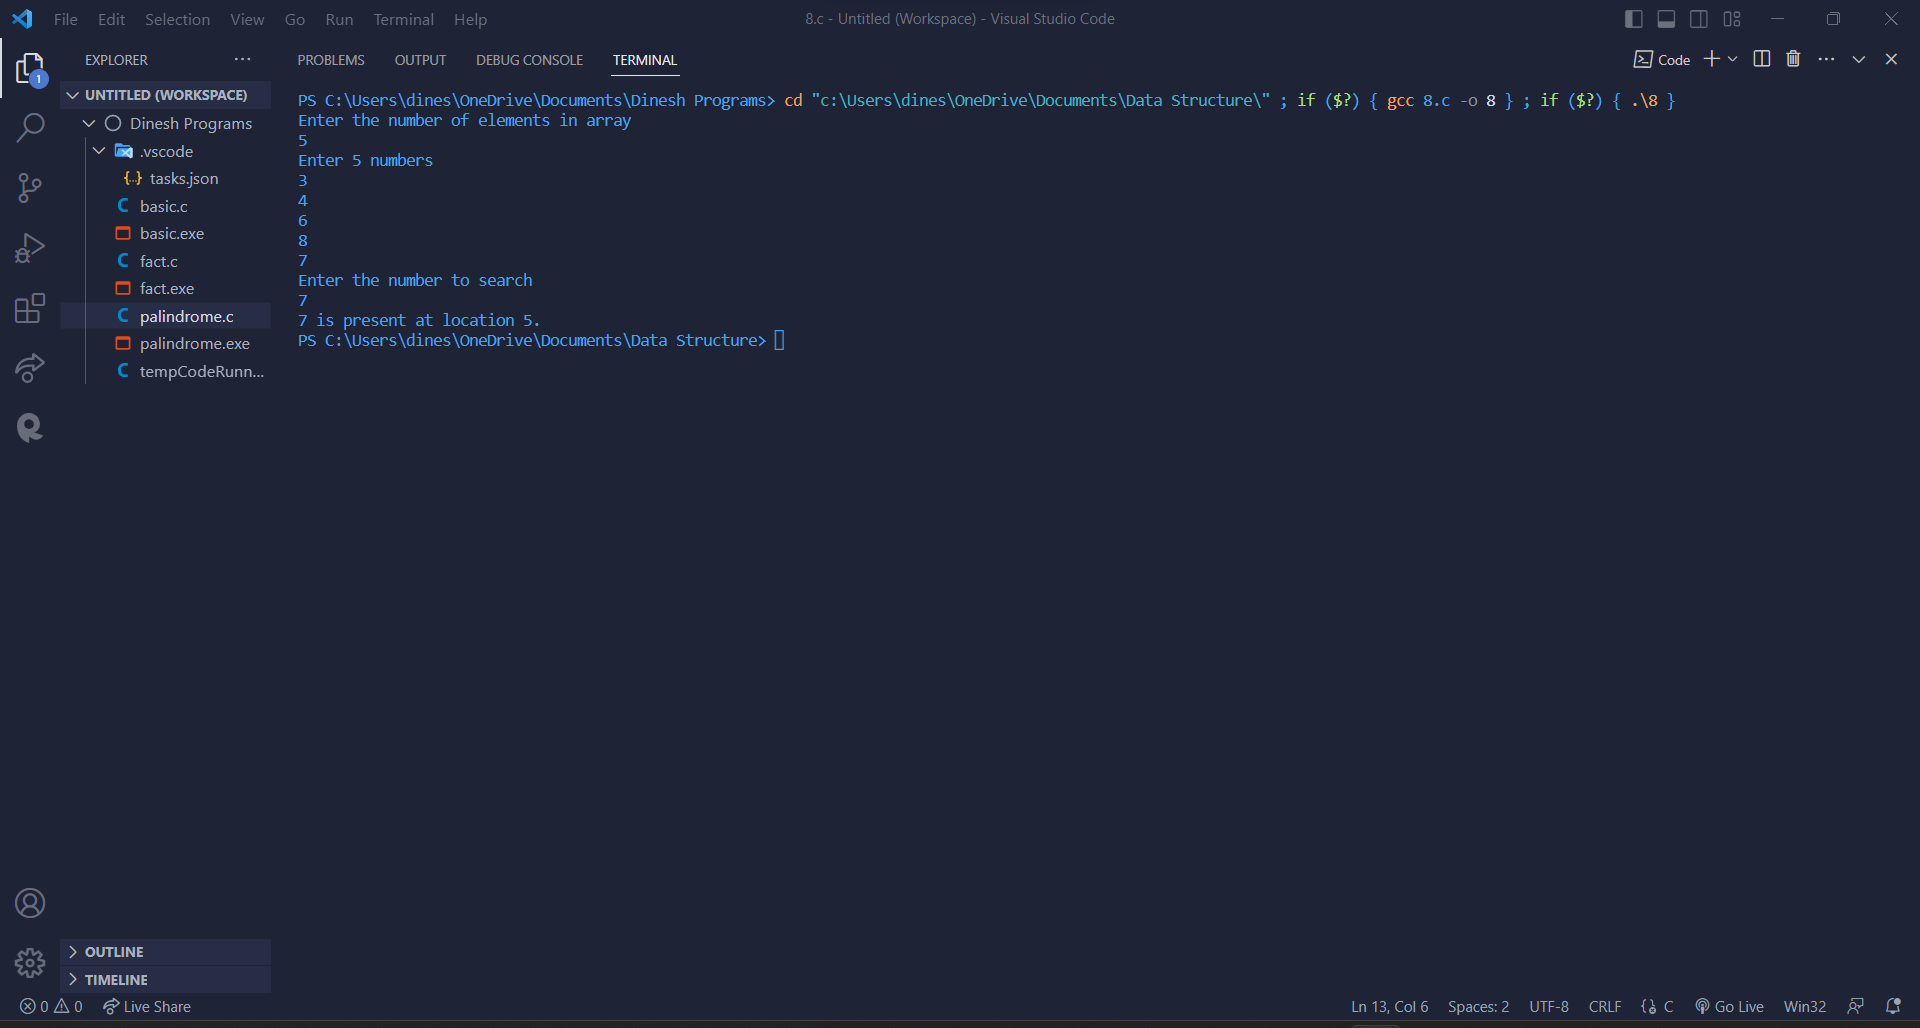 File Edit Selection View Go Run Terminal Help
8.c - Untitled (Workspace) - Visual Studio Code
EXPLORER
PROBLEMS OUTPUT DEBUG CONSOLE TERMINAL
Code
1
UNTITLED (WORKSPACE)
Dinesh Programs
.vscode
{..} tasks.json
C basic.c
basic.exe
C fact.c
fact.exe
C palindrome.c
palindrome.exe
C tempCodeRunn...
PS C:\Users\dines\OneDrive\Documents\Dinesh Programs> cd "c:\Users\dines\OneDrive\Documents\Data Structure\" ; if ($?) { gcc 8.c -o 8 } ; if ($?) { .\8 }
Enter the number of elements in array
5
Enter 5 numbers
3
4
6
8
7
Enter the number to search
7
7 is present at location 5.
PS C:\Users\dines\OneDrive\Documents\Data Structure>
OUTLINE
TIMELINE
0 0 Live Share
Ln 13, Col 6 Spaces: 2 UTF-8 CRLF C Go Live Win32